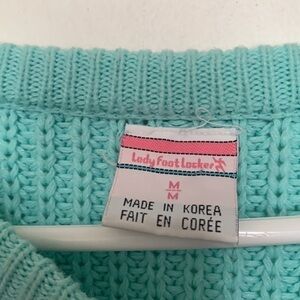 Lady Foot Locker
M
M
MADE IN KOREA
FAIT EN CORÉE